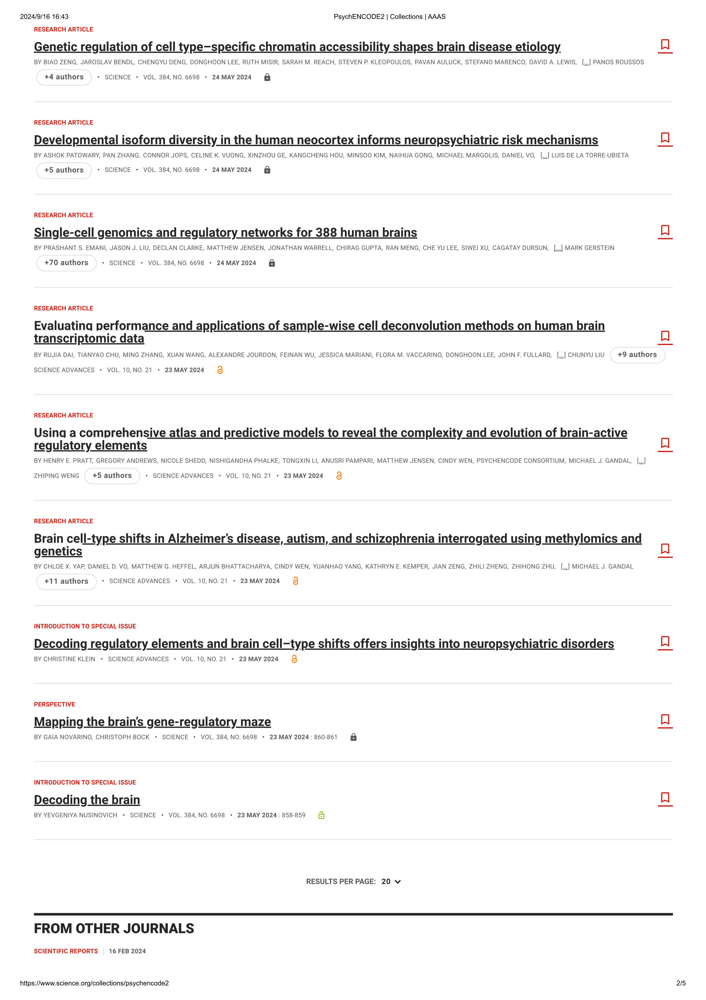 2024/9/16 16:43
PsychENCODE2 | Collections | AAAS
RESEARCH ARTICLE
Genetic regulation of cell type–specific chromatin accessibility shapes brain disease etiology
BY BIAO ZENG, JAROSLAV BENDL, CHENGYU DENG, DONGHOON LEE, RUTH MISIR, SARAH M. REACH, STEVEN P. KLEOPOULOS, PAVAN AULUCK, STEFANO MARENCO, DAVID A. LEWIS, [...] PANOS ROUSSOS
+4 authors • SCIENCE • VOL. 384, NO. 6698 • 24 MAY 2024
RESEARCH ARTICLE
Developmental isoform diversity in the human neocortex informs neuropsychiatric risk mechanisms
BY ASHOK PATOWARY, PAN ZHANG, CONNOR JOPS, CELINE K. VUONG, XINZHOU GE, KANGCHENG HOU, MINSOO KIM, NAIHUA GONG, MICHAEL MARGOLIS, DANIEL VO, [...] LUIS DE LA TORRE-UBIETA
+5 authors • SCIENCE • VOL. 384, NO. 6698 • 24 MAY 2024
RESEARCH ARTICLE
Single-cell genomics and regulatory networks for 388 human brains
BY PRASHANT S. EMANI, JASON J. LIU, DECLAN CLARKE, MATTHEW JENSEN, JONATHAN WARRELL, CHIRAG GUPTA, RAN MENG, CHE YU LEE, SIWEI XU, CAGATAY DURSUN, [...] MARK GERSTEIN
+70 authors • SCIENCE • VOL. 384, NO. 6698 • 24 MAY 2024
RESEARCH ARTICLE
Evaluating performance and applications of sample-wise cell deconvolution methods on human brain
transcriptomic data
BY RUJIA DAI, TIANYAO CHU, MING ZHANG, XUAN WANG, ALEXANDRE JOURDON, FEINAN WU, JESSICA MARIANI, FLORA M. VACCARINO, DONGHOON LEE, JOHN F. FULLARD, [...] CHUNYU LIU +9 authors
SCIENCE ADVANCES • VOL. 10, NO. 21 • 23 MAY 2024
RESEARCH ARTICLE
Using a comprehensive atlas and predictive models to reveal the complexity and evolution of brain-active
regulatory elements
BY HENRY E. PRATT, GREGORY ANDREWS, NICOLE SHEDD, NISHIGANDHA PHALKE, TONGXIN LI, ANUSRI PAMPARI, MATTHEW JENSEN, CINDY WEN, PSYCHENCODE CONSORTIUM, MICHAEL J. GANDAL, [...]
ZHIPING WENG +5 authors • SCIENCE ADVANCES • VOL. 10, NO. 21 • 23 MAY 2024
RESEARCH ARTICLE
Brain cell-type shifts in Alzheimer’s disease, autism, and schizophrenia interrogated using methylomics and
genetics
BY CHLOE X. YAP, DANIEL D. VO, MATTHEW G. HEFFEL, ARJUN BHATTACHARYA, CINDY WEN, YUANHAO YANG, KATHRYN E. KEMPER, JIAN ZENG, ZHILI ZHENG, ZHIHONG ZHU, [...] MICHAEL J. GANDAL
+11 authors • SCIENCE ADVANCES • VOL. 10, NO. 21 • 23 MAY 2024
INTRODUCTION TO SPECIAL ISSUE
Decoding regulatory elements and brain cell–type shifts offers insights into neuropsychiatric disorders
BY CHRISTINE KLEIN • SCIENCE ADVANCES • VOL. 10, NO. 21 • 23 MAY 2024
PERSPECTIVE
Mapping the brain’s gene-regulatory maze
BY GAIA NOVARINO, CHRISTOPH BOCK • SCIENCE • VOL. 384, NO. 6698 • 23 MAY 2024 : 860-861
INTRODUCTION TO SPECIAL ISSUE
Decoding the brain
BY YEVGENIYA NUSINOVICH • SCIENCE • VOL. 384, NO. 6698 • 23 MAY 2024 : 858-859
RESULTS PER PAGE: 20
FROM OTHER JOURNALS
SCIENTIFIC REPORTS | 16 FEB 2024
https://www.science.org/collections/psychencode2
2/5